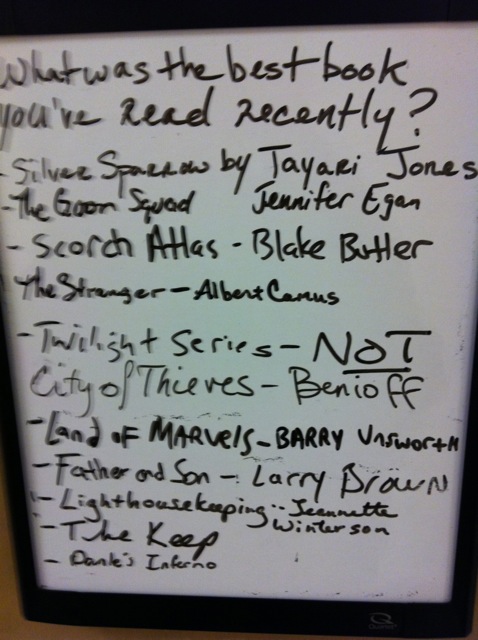 What was the best book
you've Read recently?
- Silver Sparrow by Tayari Jones
- The Goon Squad Jennifer Egan
- Scorch Atlas - Blake Butler
The Stranger - Albert Camus
- Twilight Series - NOT
City of Thieves - Benioff
- Land of MARVELS - BARRY UnswortH
- Father and Son - Larry Brown
- Lighthousekeeping - Jeannette
Winterson
- The Keep
- Dante's Inferno